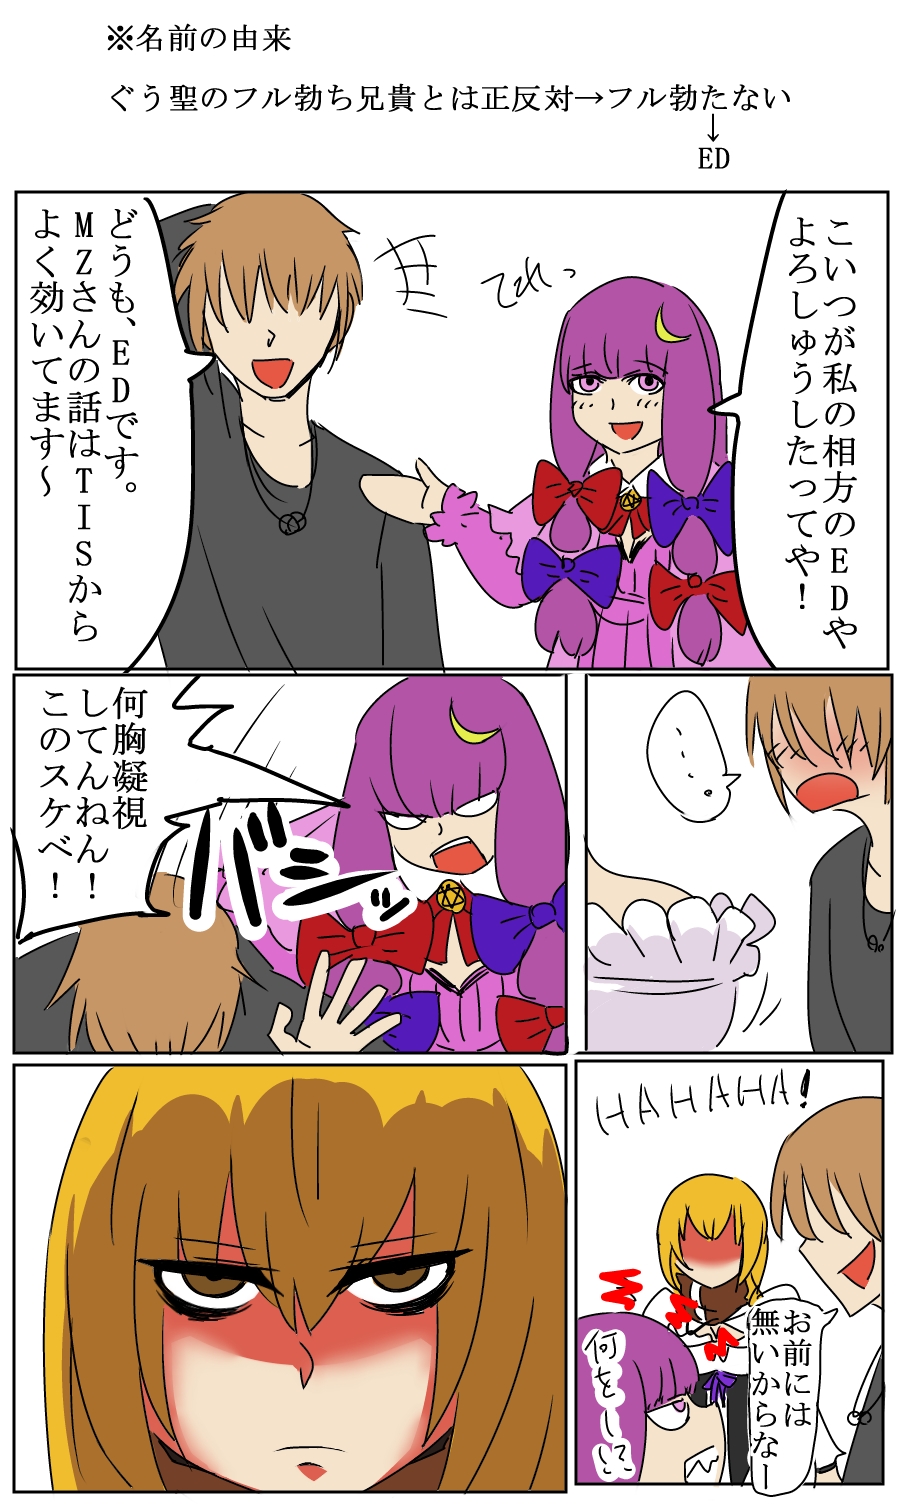 ※名前の由来
ぐう聖のフル勃ち兄貴とは正反対→フル勃たない
↓
ED
こいつが私の相方のEDや
よろしゅうしたってや！
てれっ
どうも、EDです。
MZさんの話はTISから
よく効いてます～
…。
バシーッ
何胸凝視
してんねん！
このスケベ！
HAHAHA!
お前には
無いからなー
何をー!?